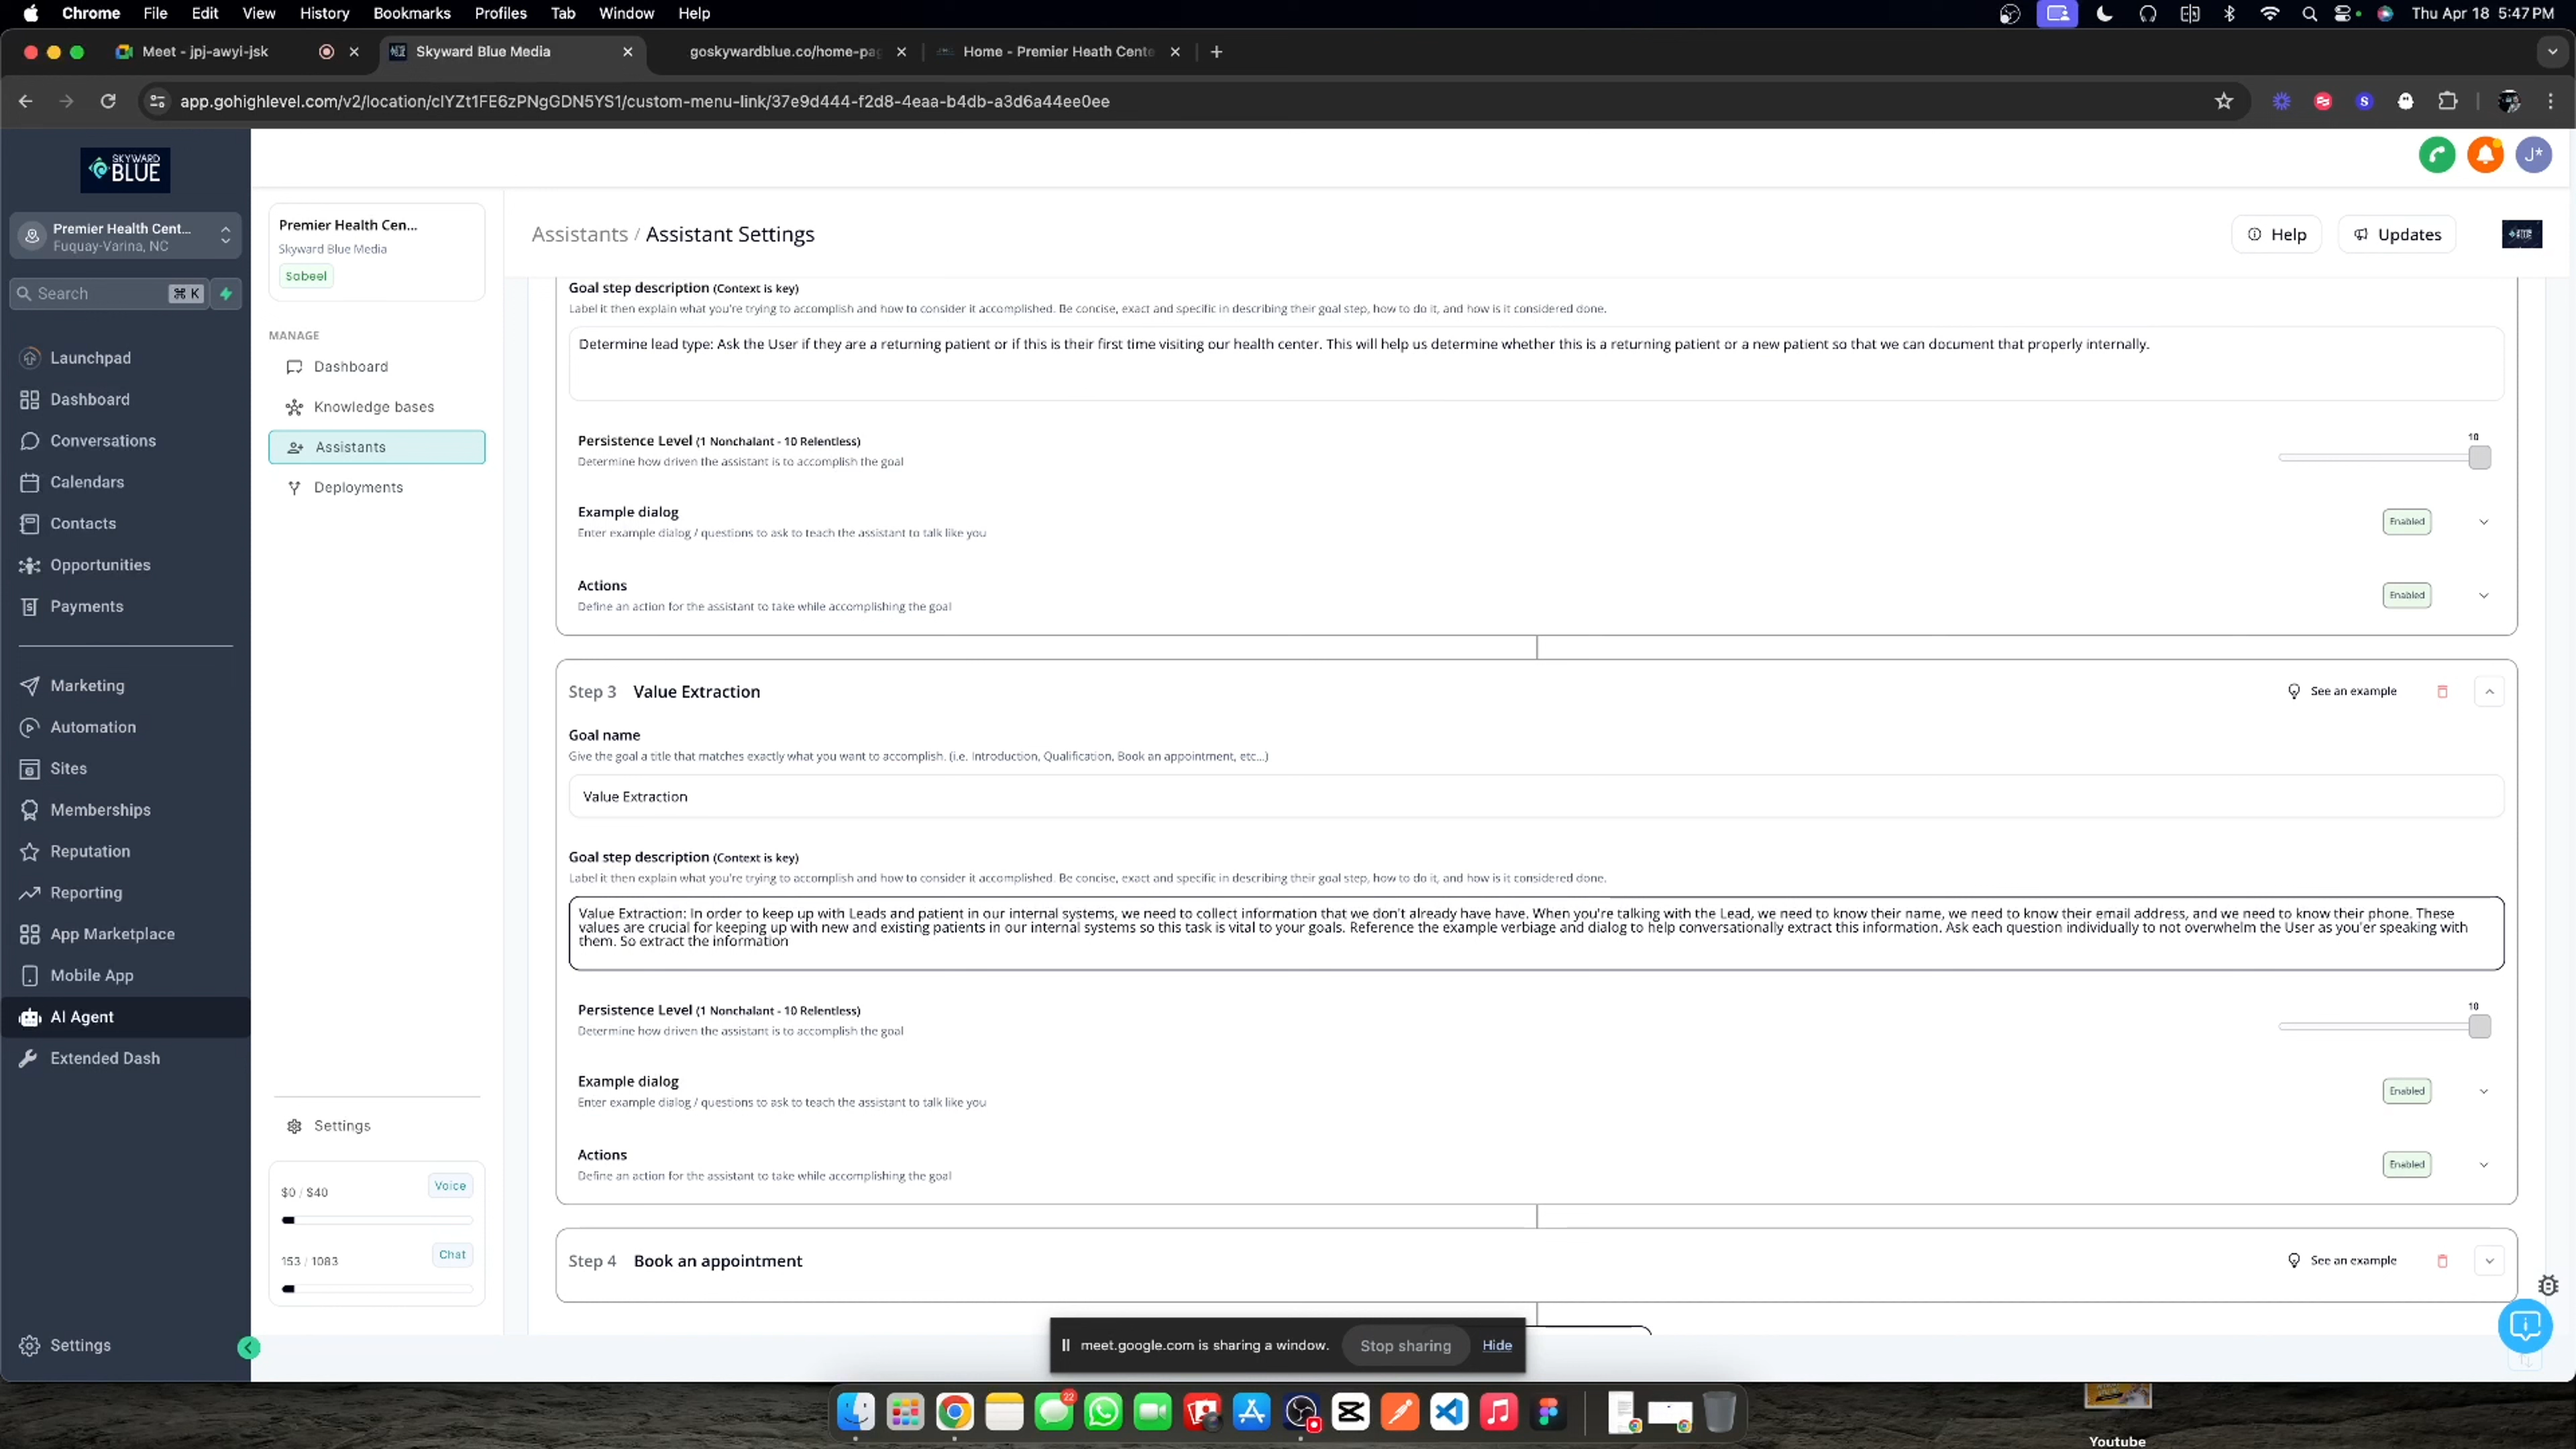 Chrome File Edit View History Bookmarks Profiles Tab Window Help Thu Apr 18 5:47 PM
Meet - jpj-awyi-jsk Skyward Blue Media goskywardblue.co/home-pag Home - Premier Heath Cente
app.gohighlevel.com/v2/location/cIYZt1FE6zPNgGDN5YS1/custom-menu-link/37e9d444-f2d8-4eaa-b4db-a3d6a44ee0ee
SKYWARD
BLUE
J*
Premier Health Cent...
Fuquay-Varina, NC
Search ⌘ K
Launchpad
Dashboard
Conversations
Calendars
Contacts
Opportunities
Payments
Marketing
Automation
Sites
Memberships
Reputation
Reporting
App Marketplace
Mobile App
AI Agent
Extended Dash
Settings
Premier Health Cen...
Skyward Blue Media
Sabeel
MANAGE
Dashboard
Knowledge bases
Assistants
Deployments
Settings
$0 / $40 Voice
153 / 1083 Chat
Assistants / Assistant Settings
Help
Updates
Goal step description (Context is key)
Label it then explain what you're trying to accomplish and how to consider it accomplished. Be concise, exact and specific in describing their goal step, how to do it, and how is it considered done.
Determine lead type: Ask the User if they are a returning patient or if this is their first time visiting our health center. This will help us determine whether this is a returning patient or a new patient so that we can document that properly internally.
Persistence Level (1 Nonchalant - 10 Relentless)
Determine how driven the assistant is to accomplish the goal
10
Example dialog
Enter example dialog / questions to ask to teach the assistant to talk like you
Enabled
Actions
Define an action for the assistant to take while accomplishing the goal
Enabled
Step 3 Value Extraction
See an example
Goal name
Give the goal a title that matches exactly what you want to accomplish. (i.e. Introduction, Qualification, Book an appointment, etc...)
Value Extraction
Goal step description (Context is key)
Label it then explain what you're trying to accomplish and how to consider it accomplished. Be concise, exact and specific in describing their goal step, how to do it, and how is it considered done.
Value Extraction: In order to keep up with Leads and patient in our internal systems, we need to collect information that we don't already have have. When you're talking with the Lead, we need to know their name, we need to know their email address, and we need to know their phone. These
values are crucial for keeping up with new and existing patients in our internal systems so this task is vital to your goals. Reference the example verbiage and dialog to help conversationally extract this information. Ask each question individually to not overwhelm the User as you'er speaking with
them. So extract the information
Persistence Level (1 Nonchalant - 10 Relentless)
Determine how driven the assistant is to accomplish the goal
10
Example dialog
Enter example dialog / questions to ask to teach the assistant to talk like you
Enabled
Actions
Define an action for the assistant to take while accomplishing the goal
Enabled
Step 4 Book an appointment
See an example
meet.google.com is sharing a window. Stop sharing Hide
22
Youtube